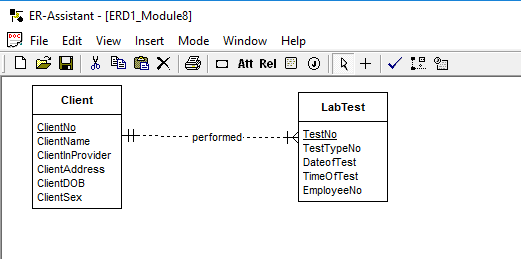 ER-Assistant - [ERD1_Module8]
File Edit View Insert Mode Window Help
Att Rel
Client
ClientNo
ClientName
ClientInProvider
ClientAddress
ClientDOB
ClientSex
performed
LabTest
TestNo
TestTypeNo
DateofTest
TimeOfTest
EmployeeNo